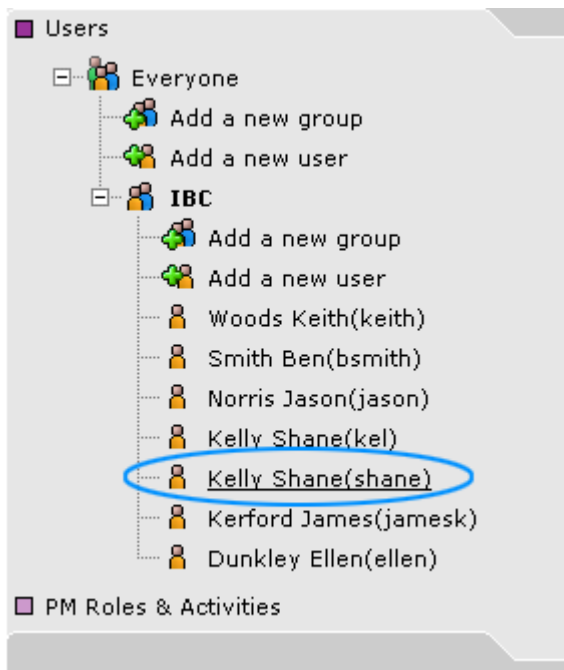 Users
Everyone
Add a new group
Add a new user
IBC
Add a new group
Add a new user
Woods Keith(keith)
Smith Ben(bsmith)
Norris Jason(jason)
Kelly Shane(kel)
Kelly Shane(shane)
Kerford James(jamesk)
Dunkley Ellen(ellen)
PM Roles & Activities